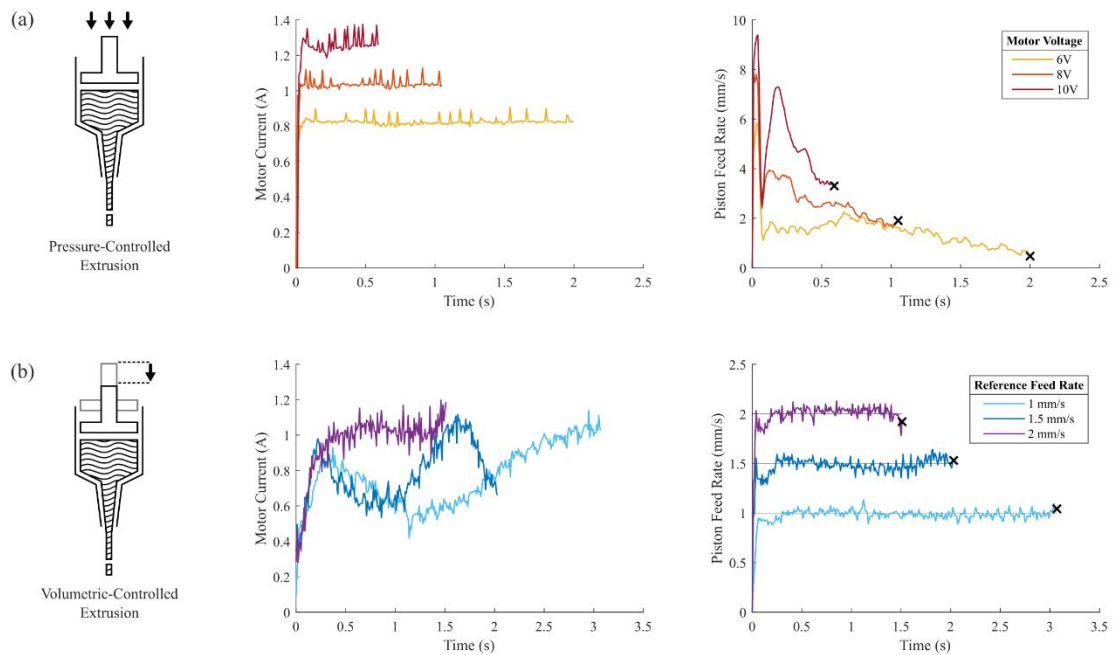 (a)
Pressure-Controlled
Extrusion
1.4
1.2
1
0.8
0.6
0.4
0.2
0
Motor Current (A)
0
0.5
1
1.5
2
2.5
Time (s)
10
8
6
4
2
0
Piston Feed Rate (mm/s)
Motor Voltage
6V
8V
10V
0
0.5
1
1.5
2
2.5
Time (s)
(b)
Volumetric-Controlled
Extrusion
1.4
1.2
1
0.8
0.6
0.4
0.2
0
Motor Current (A)
0
0.5
1
1.5
2
2.5
3
3.5
Time (s)
2.5
2
1.5
1
0.5
0
Piston Feed Rate (mm/s)
Reference Feed Rate
1 mm/s
1.5 mm/s
2 mm/s
0
0.5
1
1.5
2
2.5
3
3.5
Time (s)